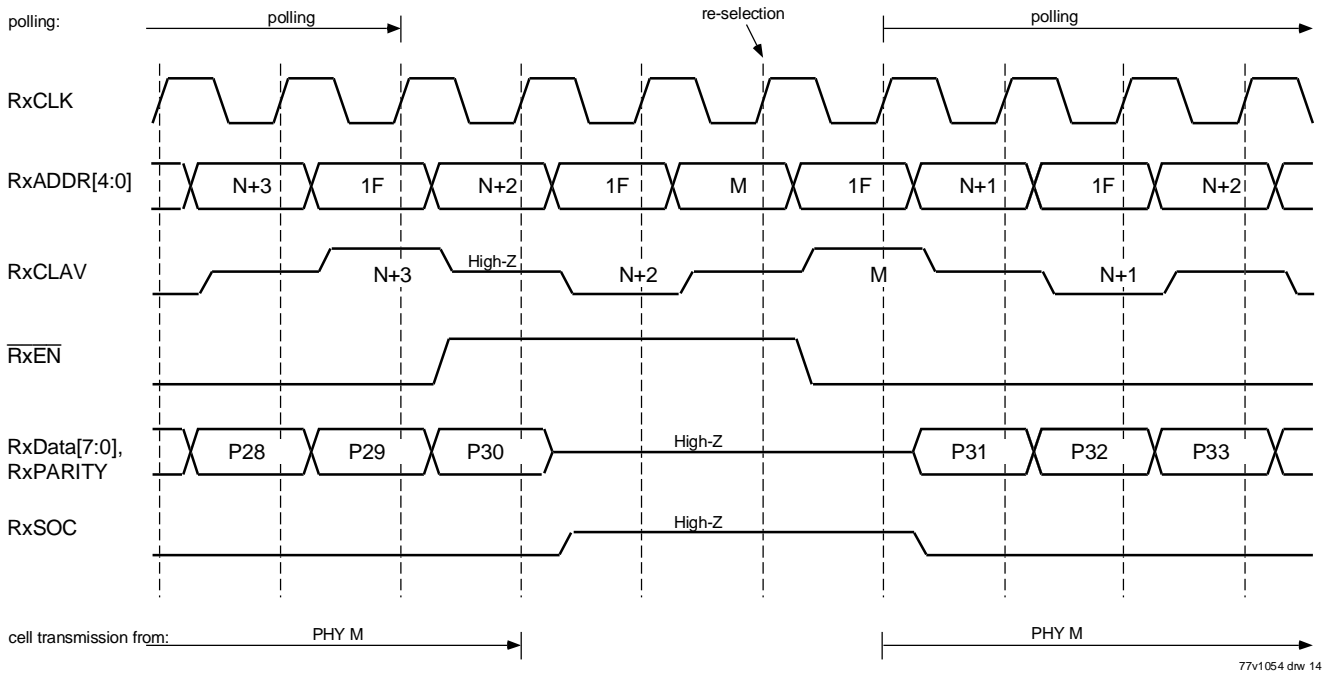 polling: polling re-selection polling
RxCLK
RxADDR[4:0] N+3 1F N+2 1F M 1F N+1 1F N+2
RxCLAV N+3 High-Z N+2 M N+1
RxEN
RxData[7:0], P28 P29 P30 High-Z P31 P32 P33
RxPARITY
RxSOC High-Z
cell transmission from: PHY M PHY M
77v1054 drw 14